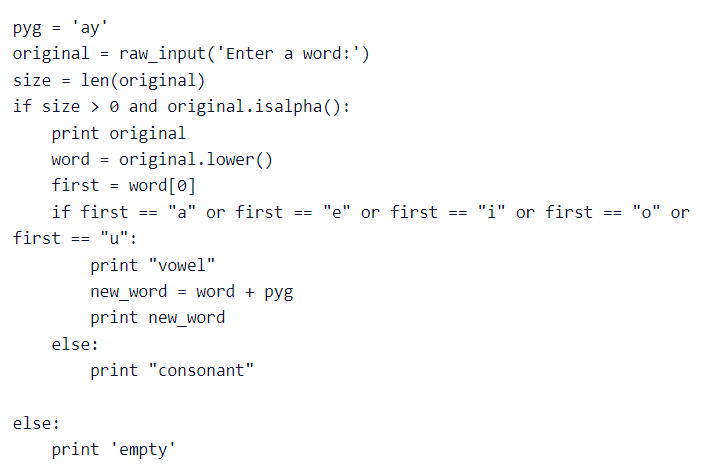 pyg = 'ay'
original = raw_input('Enter a word:')
size = len(original)
if size > 0 and original.isalpha():
    print original
    word = original.lower()
    first = word[0]
    if first == "a" or first == "e" or first == "i" or first == "o" or
first == "u":
        print "vowel"
        new_word = word + pyg
        print new_word
    else:
        print "consonant"

else:
    print 'empty'